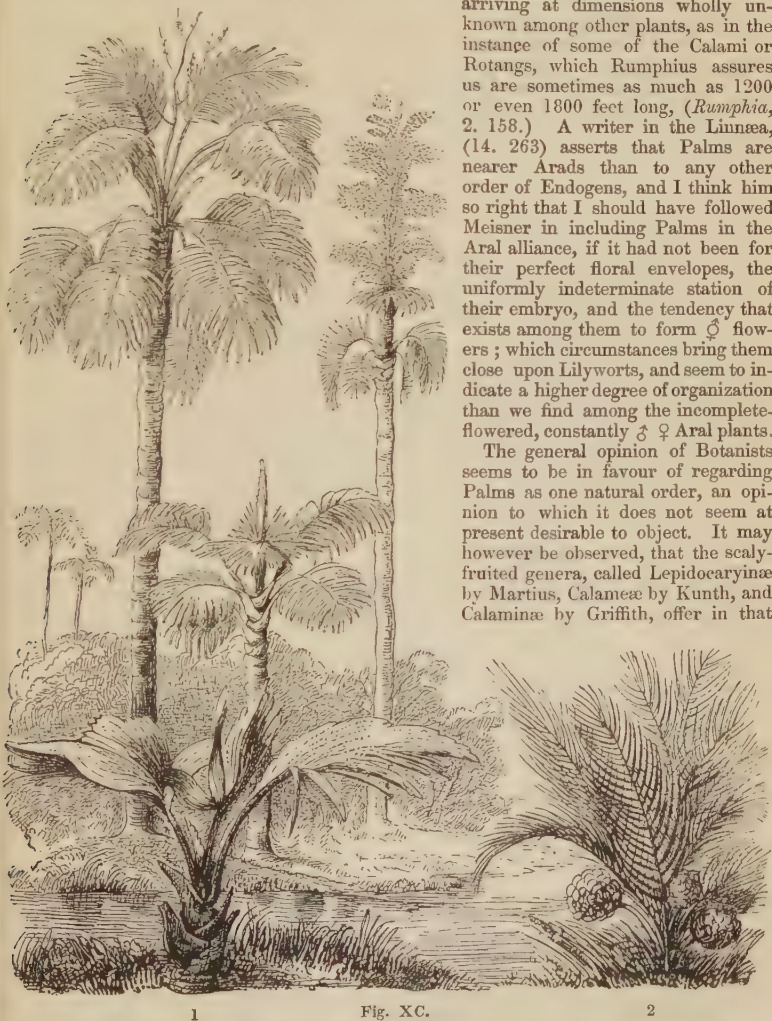 arriving at dimensions wholly un-
known among other plants, as in the
instance of some of the Calami or
Rotangs, which Rumphius assures
us are sometimes as much as 1200
or even 1800 feet long, (Rumphia,
2. 158.) A writer in the Linnæa,
(14. 263) asserts that Palms are
nearer Arads than to any other
order of Endogens, and I think him
so right that I should have followed
Meisner in including Palms in the
Aral alliance, if it had not been for
their perfect floral envelopes, the
uniformly indeterminate station of
their embryo, and the tendency that
exists among them to form ⚥ flow-
ers ; which circumstances bring them
close upon Lilyworts, and seem to in-
dicate a higher degree of organization
than we find among the incomplete-
flowered, constantly ♂ ♀ Aral plants.
The general opinion of Botanists
seems to be in favour of regarding
Palms as one natural order, an opi-
nion to which it does not seem at
present desirable to object. It may
however be observed, that the scaly-
fruited genera, called Lepidocaryinæ
by Martius, Calameæ by Kunth, and
Calaminæ by Griffith, offer in that
1 Fig. XC. 2